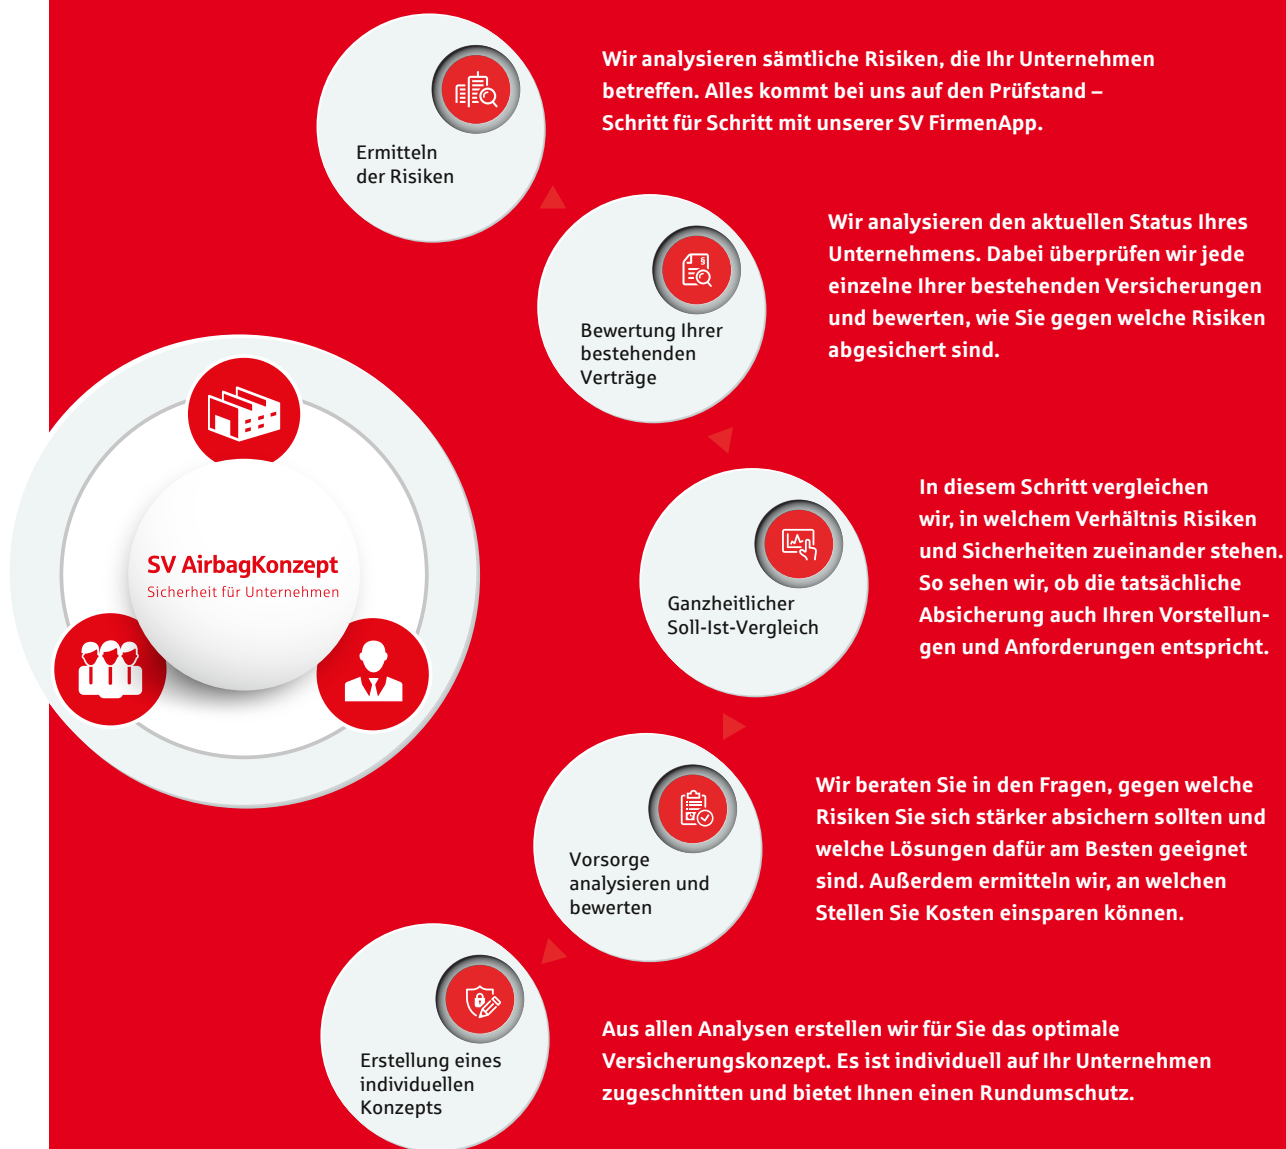 Ermitteln
der Risiken
Wir analysieren sämtliche Risiken, die Ihr Unternehmen
betreffen. Alles kommt bei uns auf den Prüfstand –
Schritt für Schritt mit unserer SV FirmenApp.
Bewertung Ihrer
bestehenden
Verträge
Wir analysieren den aktuellen Status Ihres
Unternehmens. Dabei überprüfen wir jede
einzelne Ihrer bestehenden Versicherungen
und bewerten, wie Sie gegen welche Risiken
abgesichert sind.
SV AirbagKonzept
Sicherheit für Unternehmen
Ganzheitlicher
Soll-Ist-Vergleich
In diesem Schritt vergleichen
wir, in welchem Verhältnis Risiken
und Sicherheiten zueinander stehen.
So sehen wir, ob die tatsächliche
Absicherung auch Ihren Vorstellun-
gen und Anforderungen entspricht.
Vorsorge
analysieren und
bewerten
Wir beraten Sie in den Fragen, gegen welche
Risiken Sie sich stärker absichern sollten und
welche Lösungen dafür am Besten geeignet
sind. Außerdem ermitteln wir, an welchen
Stellen Sie Kosten einsparen können.
Erstellung eines
individuellen
Konzepts
Aus allen Analysen erstellen wir für Sie das optimale
Versicherungskonzept. Es ist individuell auf Ihr Unternehmen
zugeschnitten und bietet Ihnen einen Rundumschutz.